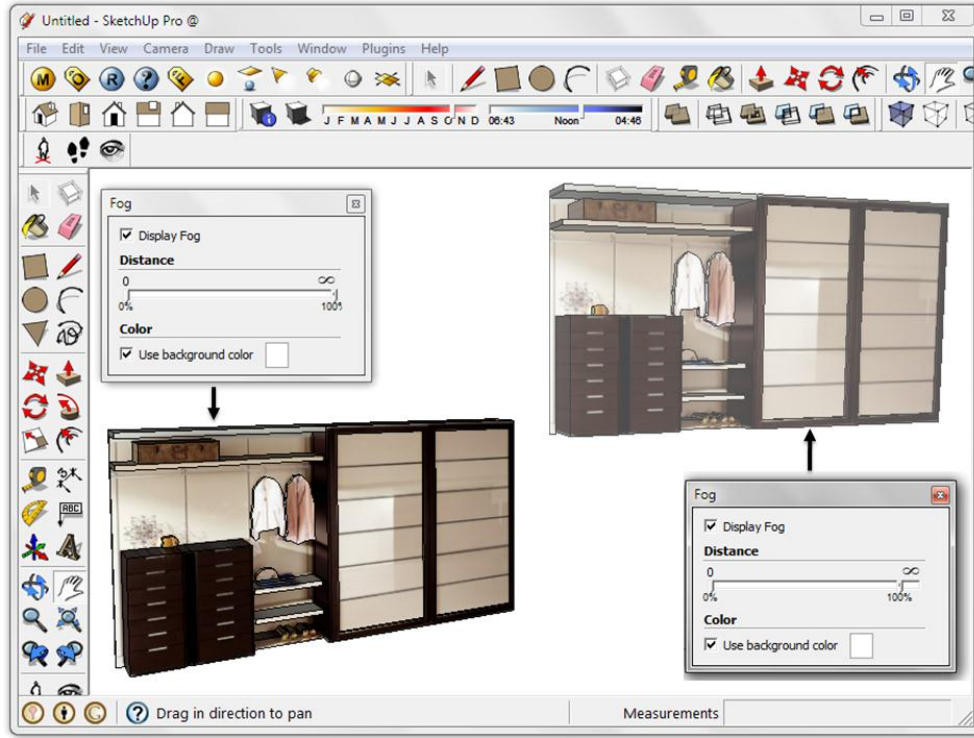 Untitled - SketchUp Pro @
File Edit View Camera Draw Tools Window Plugins Help
M R ? 
J F M A M J J A S O N D 06:43 Noon 04:46
Fog
Display Fog
Distance
0 ∞
0% 100%
Color
Use background color
ABC
Fog
Display Fog
Distance
0 ∞
0% 100%
Color
Use background color
? Drag in direction to pan Measurements